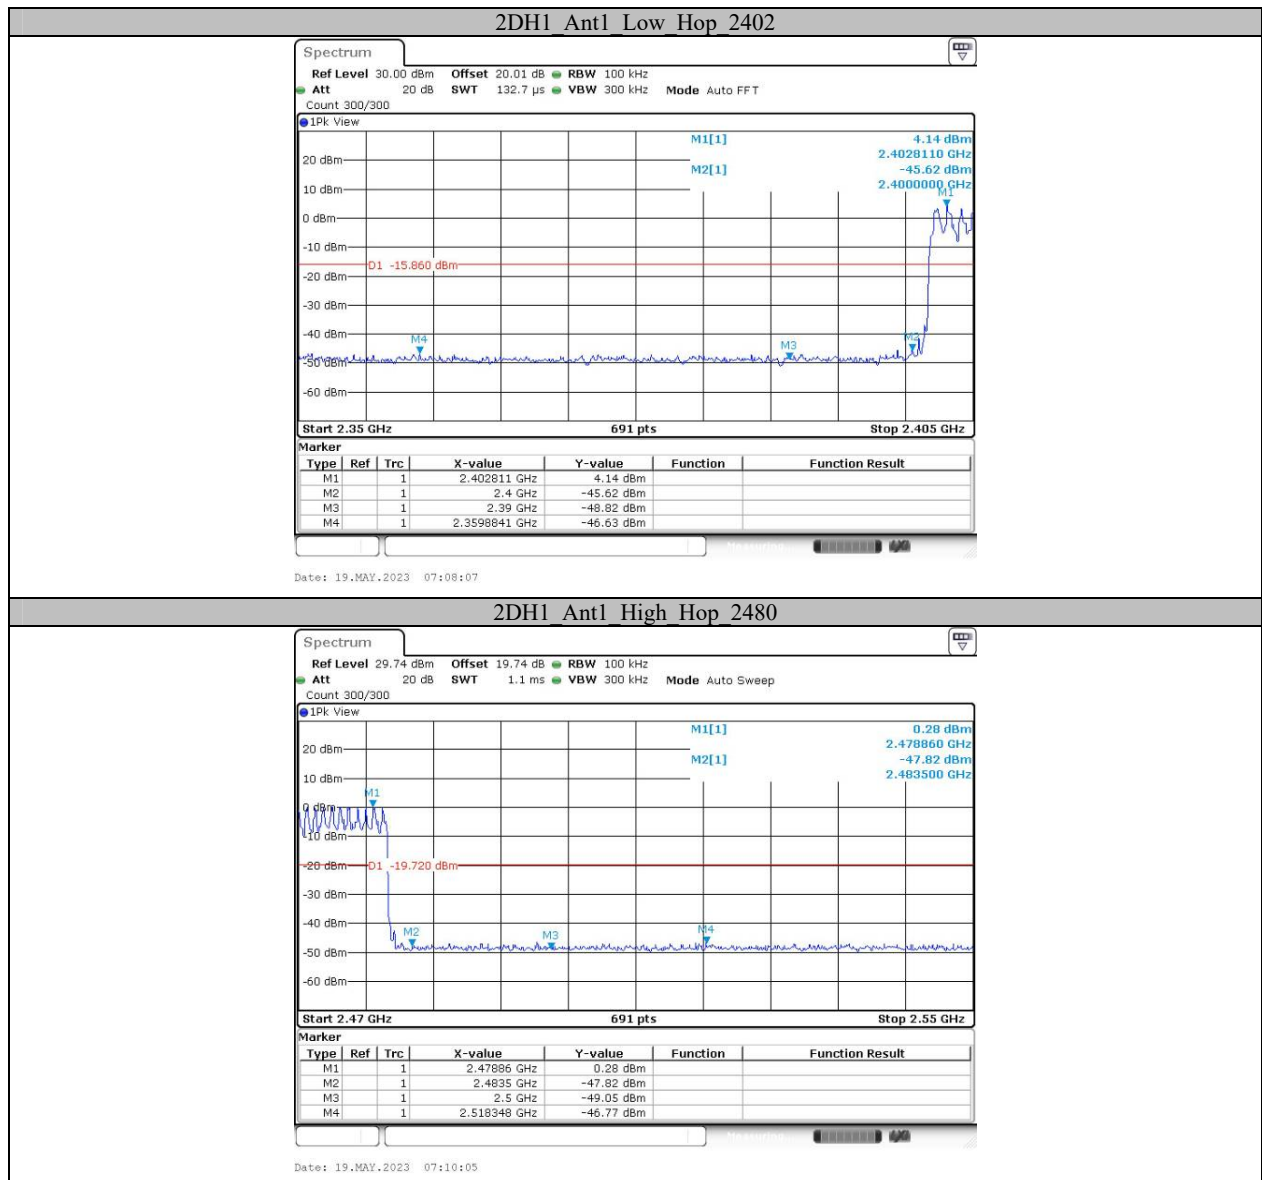 2DH1_Ant1_Low_Hop_2402
Spectrum
Ref Level 30.00 dBm Offset 20.01 dB RBW 100 kHz
Att 20 dB SWT 132.7 µs VBW 300 kHz Mode Auto FFT
Count 300/300
1Pk View
M1[1] 4.14 dBm
2.4028110 GHz
M2[1] -45.62 dBm
2.4000000 GHz
M1
20 dBm
10 dBm
0 dBm
-10 dBm
D1 -15.860 dBm
-20 dBm
-30 dBm
-40 dBm
M4 M3 M2
-50 dBm
-60 dBm
Start 2.35 GHz 691 pts Stop 2.405 GHz
Marker
Type Ref Trc X-value Y-value Function Function Result
M1 1 2.402811 GHz 4.14 dBm
M2 1 2.4 GHz -45.62 dBm
M3 1 2.39 GHz -48.82 dBm
M4 1 2.3598841 GHz -46.63 dBm
Measuring...
Date: 19.MAY.2023 07:08:07
2DH1_Ant1_High_Hop_2480
Spectrum
Ref Level 29.74 dBm Offset 19.74 dB RBW 100 kHz
Att 20 dB SWT 1.1 ms VBW 300 kHz Mode Auto Sweep
Count 300/300
1Pk View
M1[1] 0.28 dBm
2.478860 GHz
M2[1] -47.82 dBm
2.483500 GHz
20 dBm
10 dBm
M1
0 dBm
-10 dBm
-20 dBm D1 -19.720 dBm
-30 dBm
-40 dBm
M2 M3 M4
-50 dBm
-60 dBm
Start 2.47 GHz 691 pts Stop 2.55 GHz
Marker
Type Ref Trc X-value Y-value Function Function Result
M1 1 2.47886 GHz 0.28 dBm
M2 1 2.4835 GHz -47.82 dBm
M3 1 2.5 GHz -49.05 dBm
M4 1 2.518348 GHz -46.77 dBm
Measuring...
Date: 19.MAY.2023 07:10:05